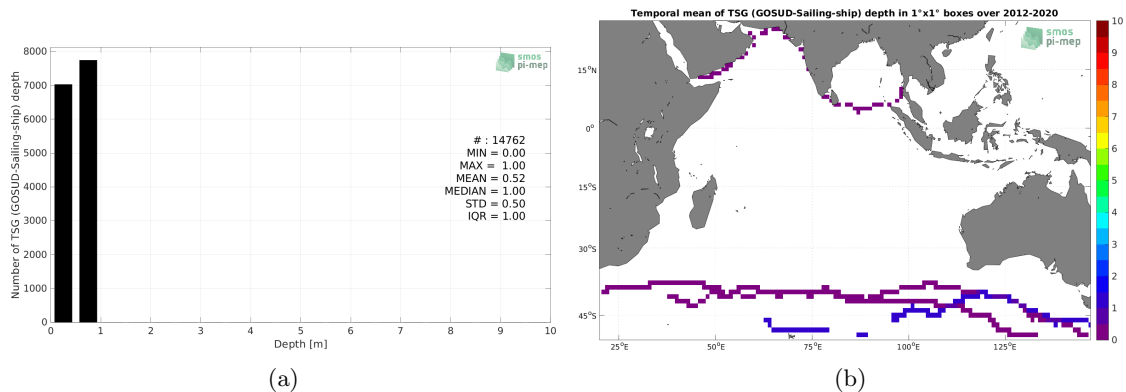 8000
7000
6000
5000
4000
3000
2000
1000
0
Number of TSG (GOSUD-Sailing-ship) depth
smos
pi-mep
# : 14762
MIN = 0.00
MAX = 1.00
MEAN = 0.52
MEDIAN = 1.00
STD = 0.50
IQR = 1.00
0 1 2 3 4 5 6 7 8 9 10
Depth [m]
(a)
Temporal mean of TSG (GOSUD-Sailing-ship) depth in 1°x1° boxes over 2012-2020
smos
pi-mep
15°N
0°
15°S
30°S
45°S
25°E 50°E 75°E 100°E 125°E
10
9
8
7
6
5
4
3
2
1
0
(b)